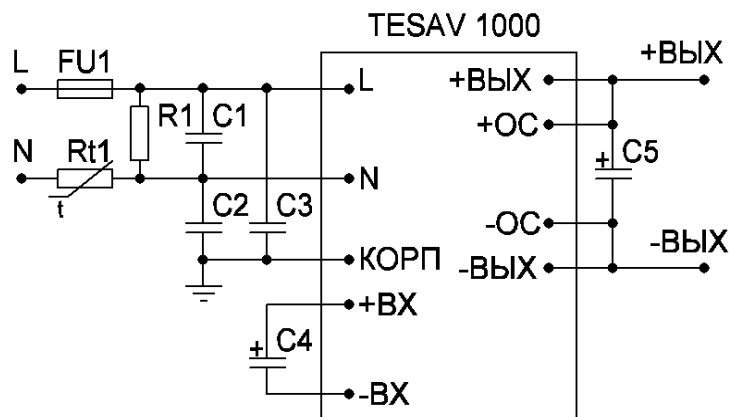 TESAV 1000
L
FU1
L
+ВЫХ
+ВЫХ
R1
C1
+ОС
N
Rt1
+
C5
t
N
C2
C3
-ОС
-ВЫХ
КОРП
-ВЫХ
+ВХ
+
C4
-ВХ